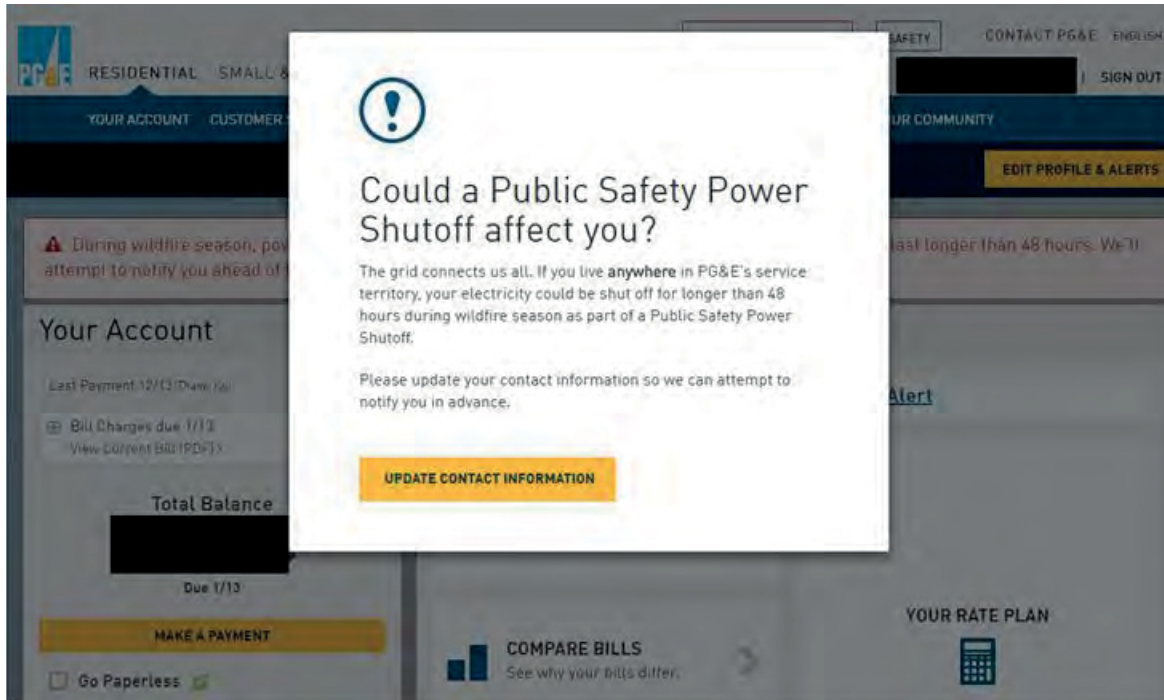 PG&E
RESIDENTIAL SMALL &
SAFETY
CONTACT PG&E ENGLISH
SIGN OUT
YOUR ACCOUNT CUSTOMER
UR COMMUNITY
EDIT PROFILE & ALERTS
Could a Public Safety Power
Shutoff affect you?
The grid connects us all. If you live anywhere in PG&E's service
territory, your electricity could be shut off for longer than 48
hours during wildfire season as part of a Public Safety Power
Shutoff.
Please update your contact information so we can attempt to
notify you in advance.
UPDATE CONTACT INFORMATION
During wildfire season, pow
last longer than 48 hours. We'll
attempt to notify you ahead of
Your Account
Last Payment 12/13 (Thank You)
Bill Charges due 1/13
View Current Bill (PDF)
Total Balance
Due 1/13
MAKE A PAYMENT
Go Paperless
Alert
COMPARE BILLS
See why your bills differ.
YOUR RATE PLAN